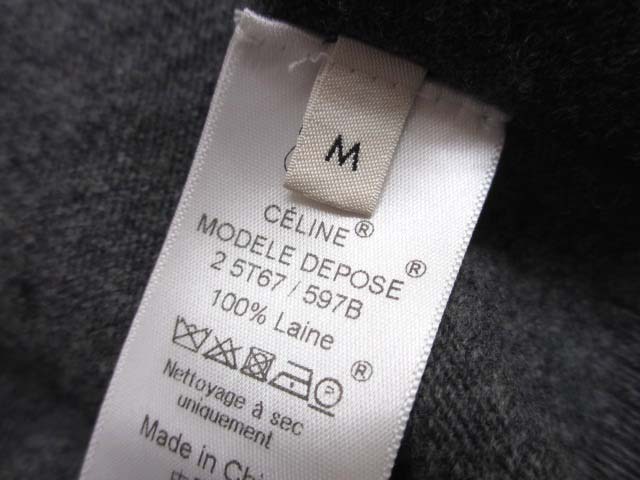 M
CÉLINE®
MODELE DEPOSE®
2 5T67 / 597B
100% Laine
®
P
Nettoyage à sec
uniquement
Made in Chi